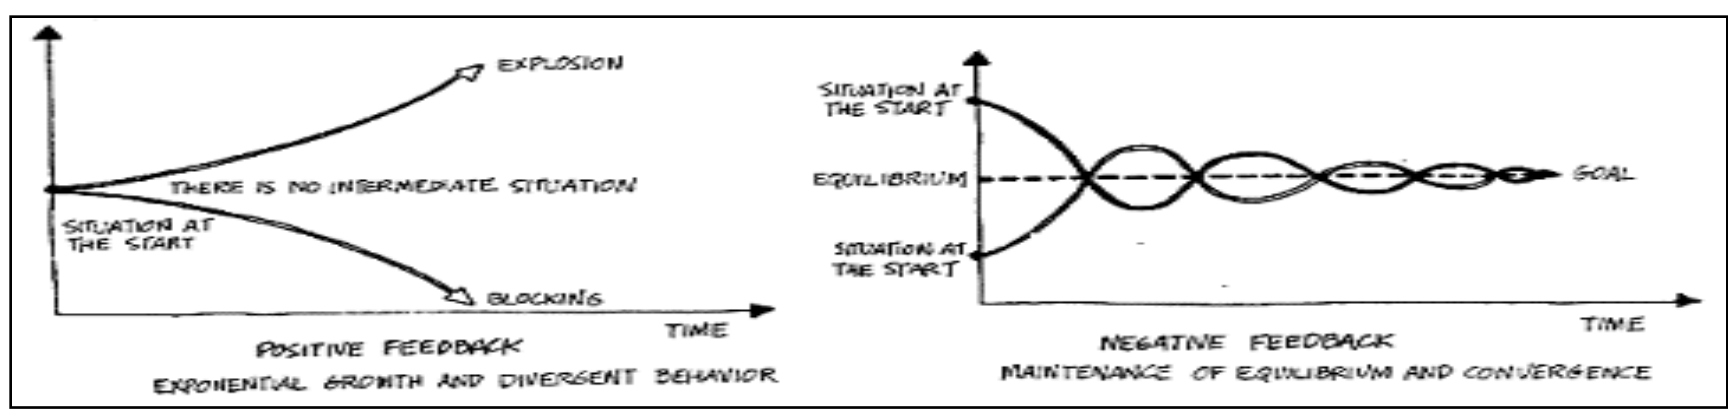 EXPLOSION
THERE IS NO INTERMEDIATE SITUATION
SITUATION AT
THE START
BLOCKING
TIME
POSITIVE FEEDBACK
EXPONENTIAL GROWTH AND DIVERGENT BEHAVIOR
SITUATION AT
THE START
EQUILIBRIUM
GOAL
SITUATION AT
THE START
TIME
NEGATIVE FEEDBACK
MAINTENANCE OF EQUILIBRIUM AND CONVERGENCE